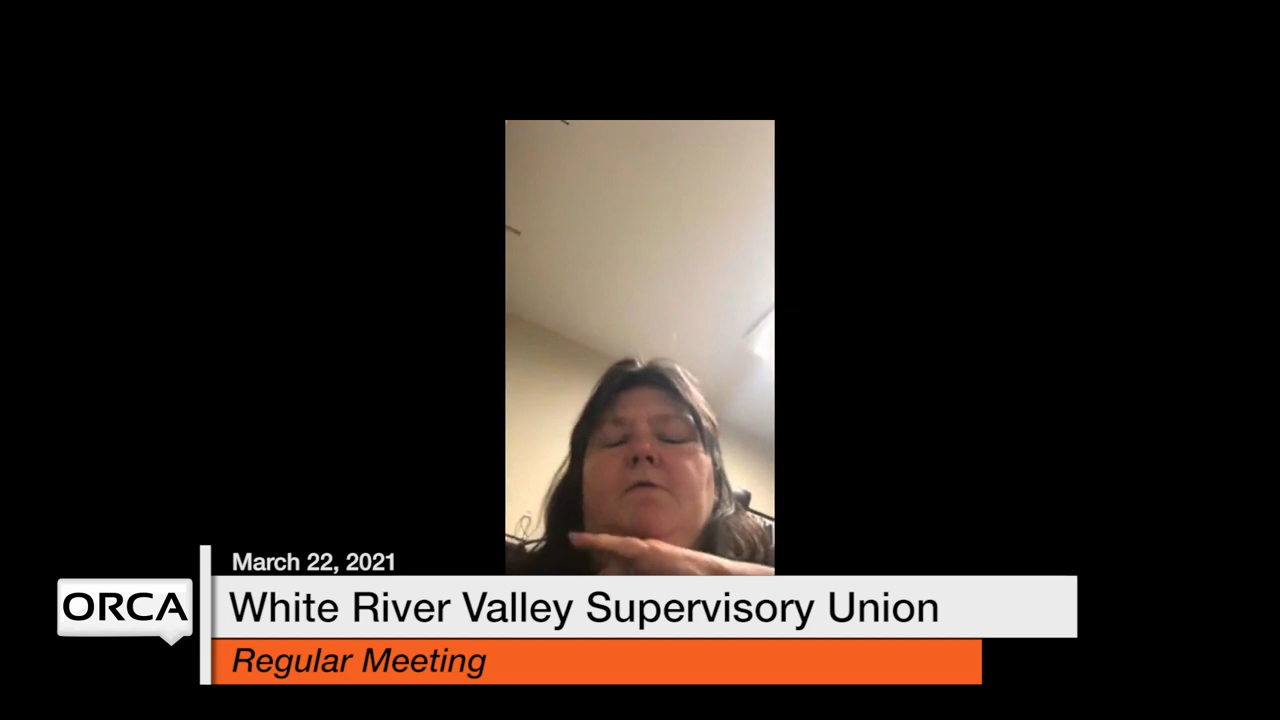 March 22, 2021
ORCA
White River Valley Supervisory Union
Regular Meeting